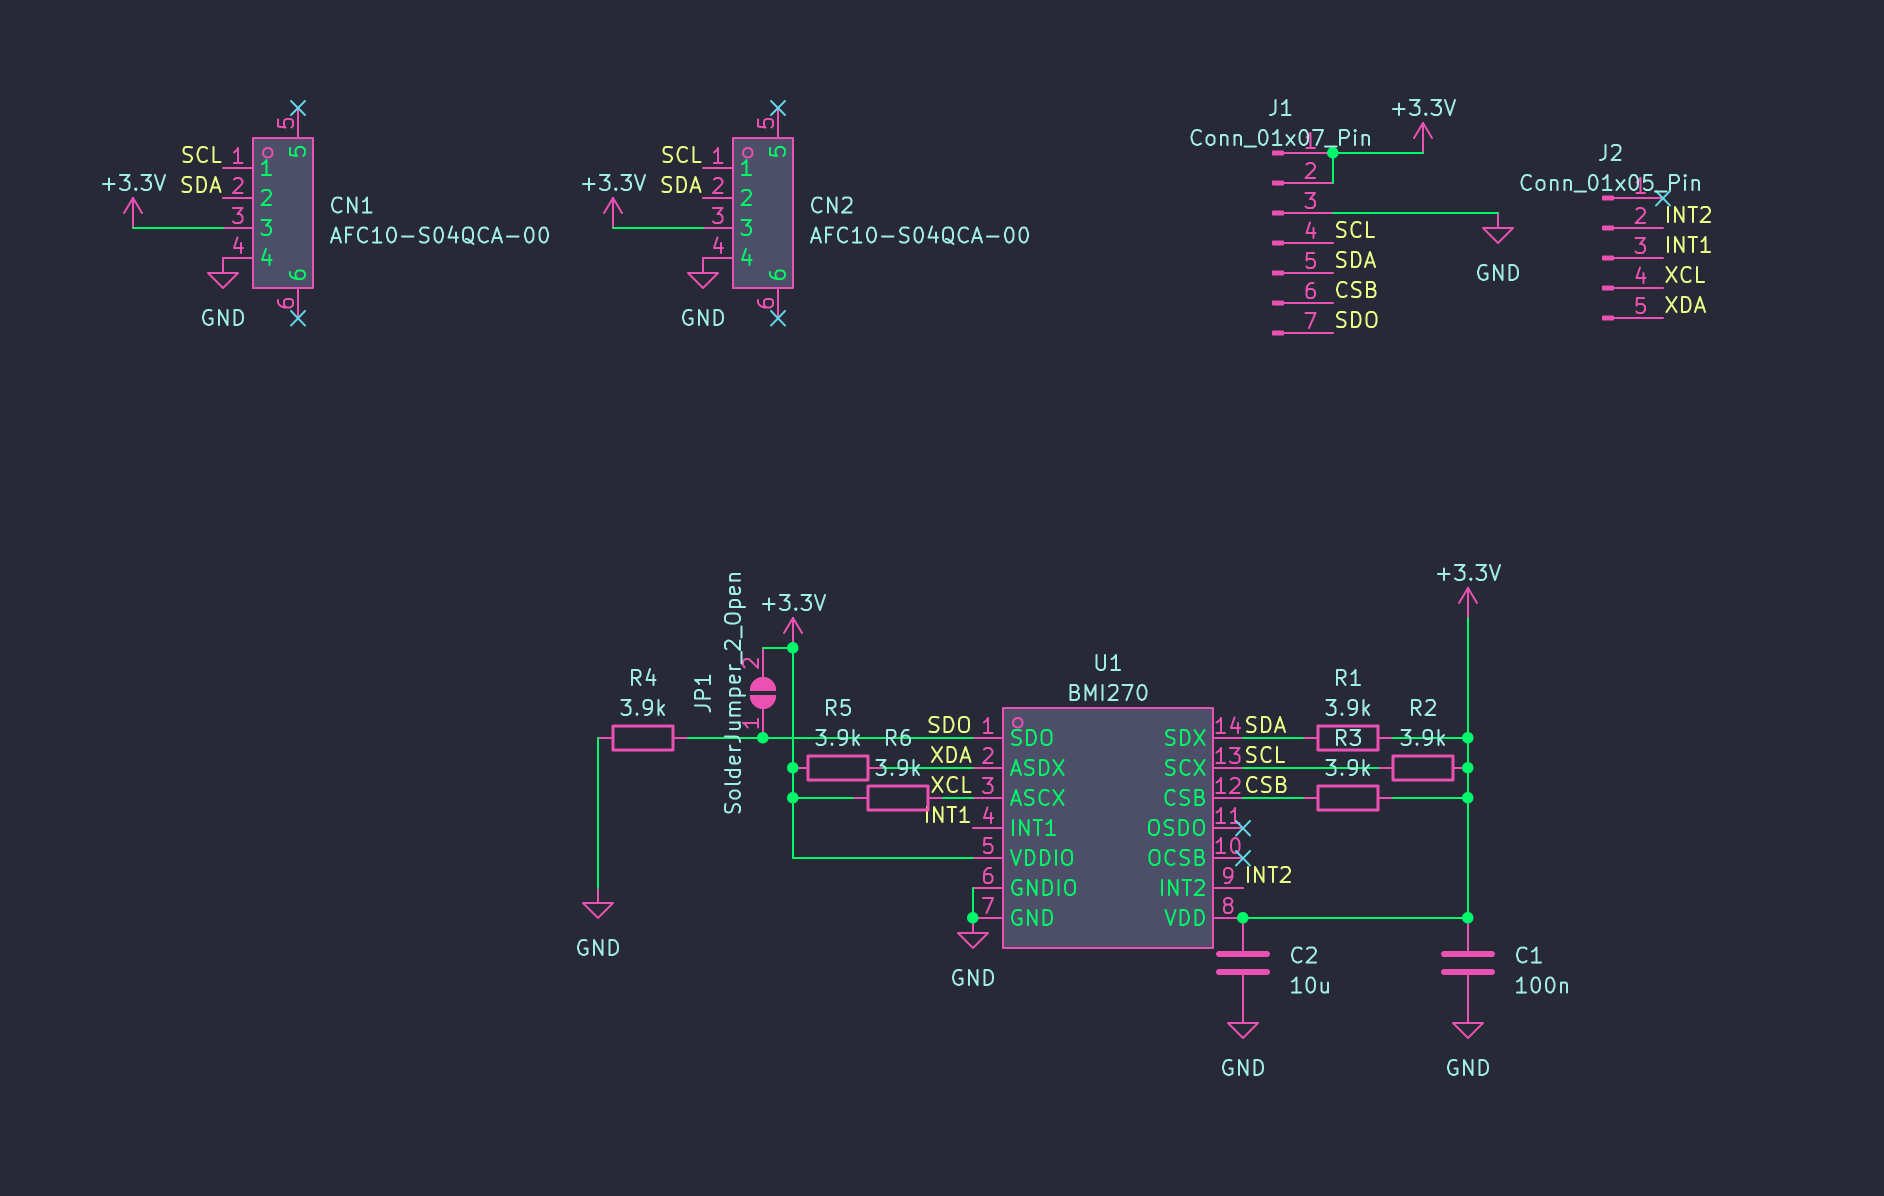 5
SCL 1
1
5
+3.3V
SDA 2
2
3
3
4
4
6
6
GND
CN1
AFC10-S04QCA-00
5
SCL 1
1
5
+3.3V
SDA 2
2
3
3
4
4
6
6
GND
CN2
AFC10-S04QCA-00
J1
Conn_01x07_Pin
+3.3V
1
2
3
4 SCL
5 SDA
6 CSB
7 SDO
GND
J2
Conn_01x05_Pin
1
2 INT2
3 INT1
4 XCL
5 XDA
+3.3V
R4
3.9k
JP1
SolderJumper_2_Open
2
1
R5
3.9k
R6
3.9k
GND
U1
BMI270
SDO 1 SDO
XDA 2 ASDX
XCL 3 ASCX
INT1 4 INT1
5 VDDIO
6 GNDIO
7 GND
GND
SDX 14 SDA
SCX 13 SCL
CSB 12 CSB
OSDO 11
OCSB 10
INT2 9 INT2
VDD 8
+3.3V
R1
3.9k
R2
3.9k
R3
3.9k
C2
10u
GND
C1
100n
GND